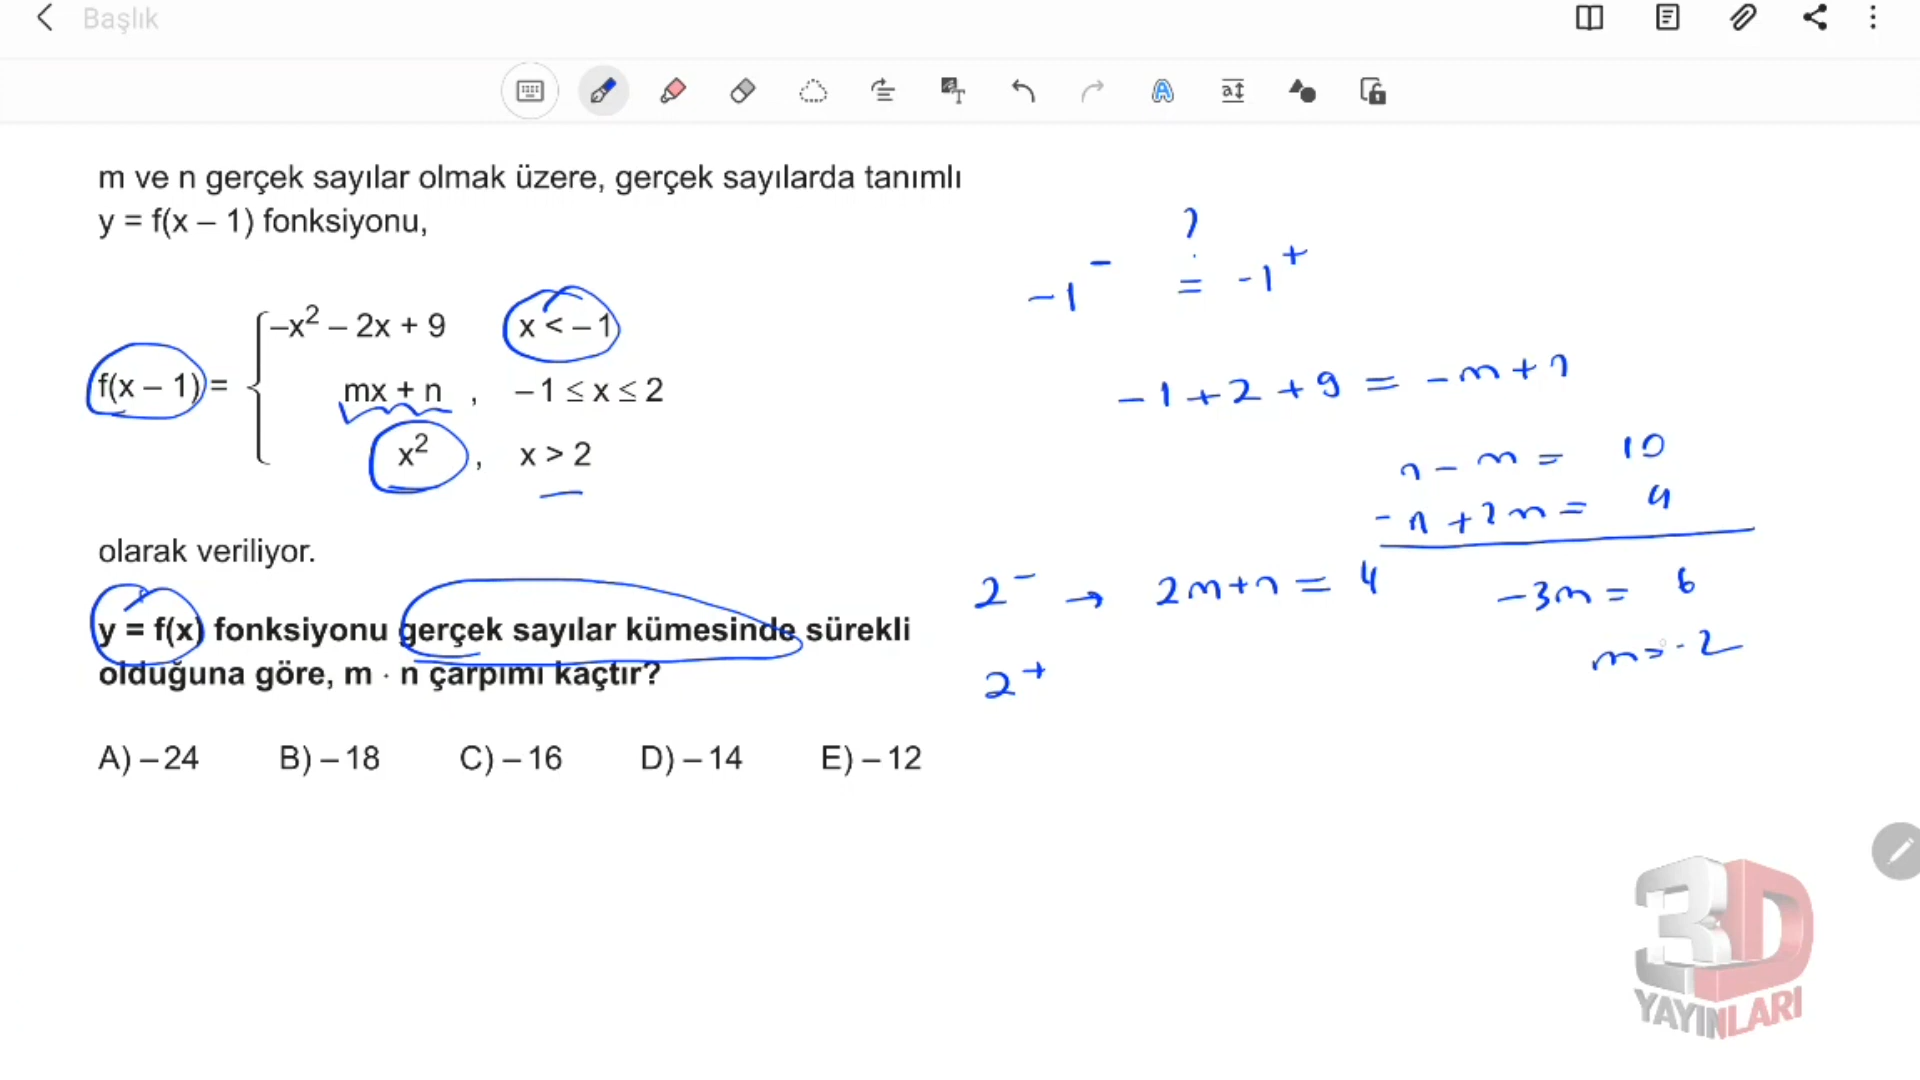 Başlık
m ve n gerçek sayılar olmak üzere, gerçek sayılarda tanımlı
y = f(x – 1) fonksiyonu,
–x² – 2x + 9    x < – 1
f(x – 1) =    mx + n ,    – 1 ≤ x ≤ 2
x² ,    x > 2
olarak veriliyor.
y = f(x) fonksiyonu gerçek sayılar kümesinde sürekli
olduğuna göre, m · n çarpımı kaçtır?
A) – 24    B) – 18    C) – 16    D) – 14    E) – 12
?
-1⁻ = -1⁺
-1+2+9 = -m+n
n - m = 10
- n + 2m = 4
2⁻ → 2m+n = 4
-3m = 6
m = -2
2⁺
3D
YAYINLARI